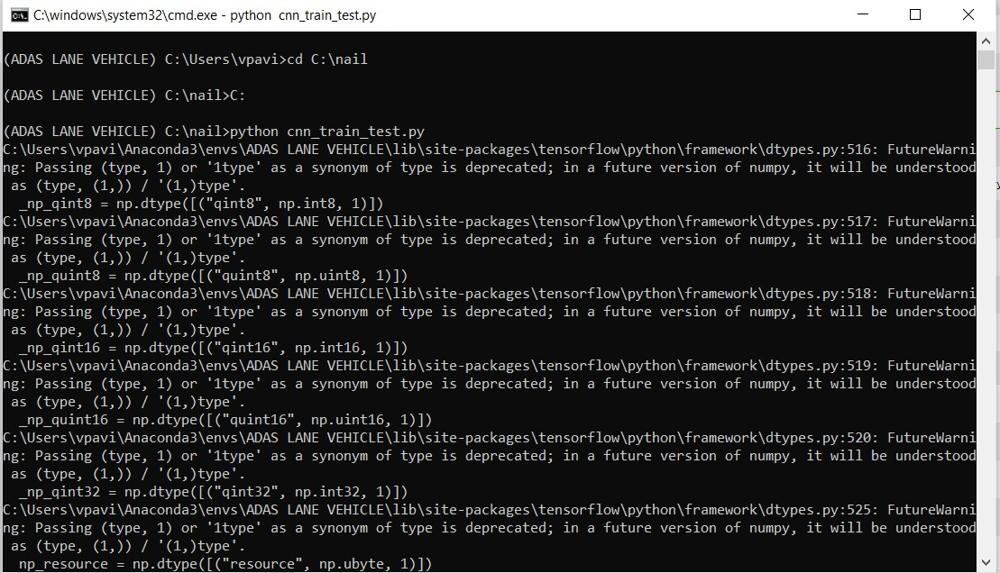 C:\windows\system32\cmd.exe - python  cnn_train_test.py
(ADAS LANE VEHICLE) C:\Users\vpavi>cd C:\nail
(ADAS LANE VEHICLE) C:\nail>C:
(ADAS LANE VEHICLE) C:\nail>python cnn_train_test.py
C:\Users\vpavi\Anaconda3\envs\ADAS LANE VEHICLE\lib\site-packages\tensorflow\python\framework\dtypes.py:516: FutureWarni
ng: Passing (type, 1) or '1type' as a synonym of type is deprecated; in a future version of numpy, it will be understood
 as (type, (1,)) / '(1,)type'.
  _np_qint8 = np.dtype([("qint8", np.int8, 1)])
C:\Users\vpavi\Anaconda3\envs\ADAS LANE VEHICLE\lib\site-packages\tensorflow\python\framework\dtypes.py:517: FutureWarni
ng: Passing (type, 1) or '1type' as a synonym of type is deprecated; in a future version of numpy, it will be understood
 as (type, (1,)) / '(1,)type'.
  _np_quint8 = np.dtype([("quint8", np.uint8, 1)])
C:\Users\vpavi\Anaconda3\envs\ADAS LANE VEHICLE\lib\site-packages\tensorflow\python\framework\dtypes.py:518: FutureWarni
ng: Passing (type, 1) or '1type' as a synonym of type is deprecated; in a future version of numpy, it will be understood
 as (type, (1,)) / '(1,)type'.
  _np_qint16 = np.dtype([("qint16", np.int16, 1)])
C:\Users\vpavi\Anaconda3\envs\ADAS LANE VEHICLE\lib\site-packages\tensorflow\python\framework\dtypes.py:519: FutureWarni
ng: Passing (type, 1) or '1type' as a synonym of type is deprecated; in a future version of numpy, it will be understood
 as (type, (1,)) / '(1,)type'.
  _np_quint16 = np.dtype([("quint16", np.uint16, 1)])
C:\Users\vpavi\Anaconda3\envs\ADAS LANE VEHICLE\lib\site-packages\tensorflow\python\framework\dtypes.py:520: FutureWarni
ng: Passing (type, 1) or '1type' as a synonym of type is deprecated; in a future version of numpy, it will be understood
 as (type, (1,)) / '(1,)type'.
  _np_qint32 = np.dtype([("qint32", np.int32, 1)])
C:\Users\vpavi\Anaconda3\envs\ADAS LANE VEHICLE\lib\site-packages\tensorflow\python\framework\dtypes.py:525: FutureWarni
ng: Passing (type, 1) or '1type' as a synonym of type is deprecated; in a future version of numpy, it will be understood
 as (type, (1,)) / '(1,)type'.
  np_resource = np.dtype([("resource", np.ubyte, 1)])